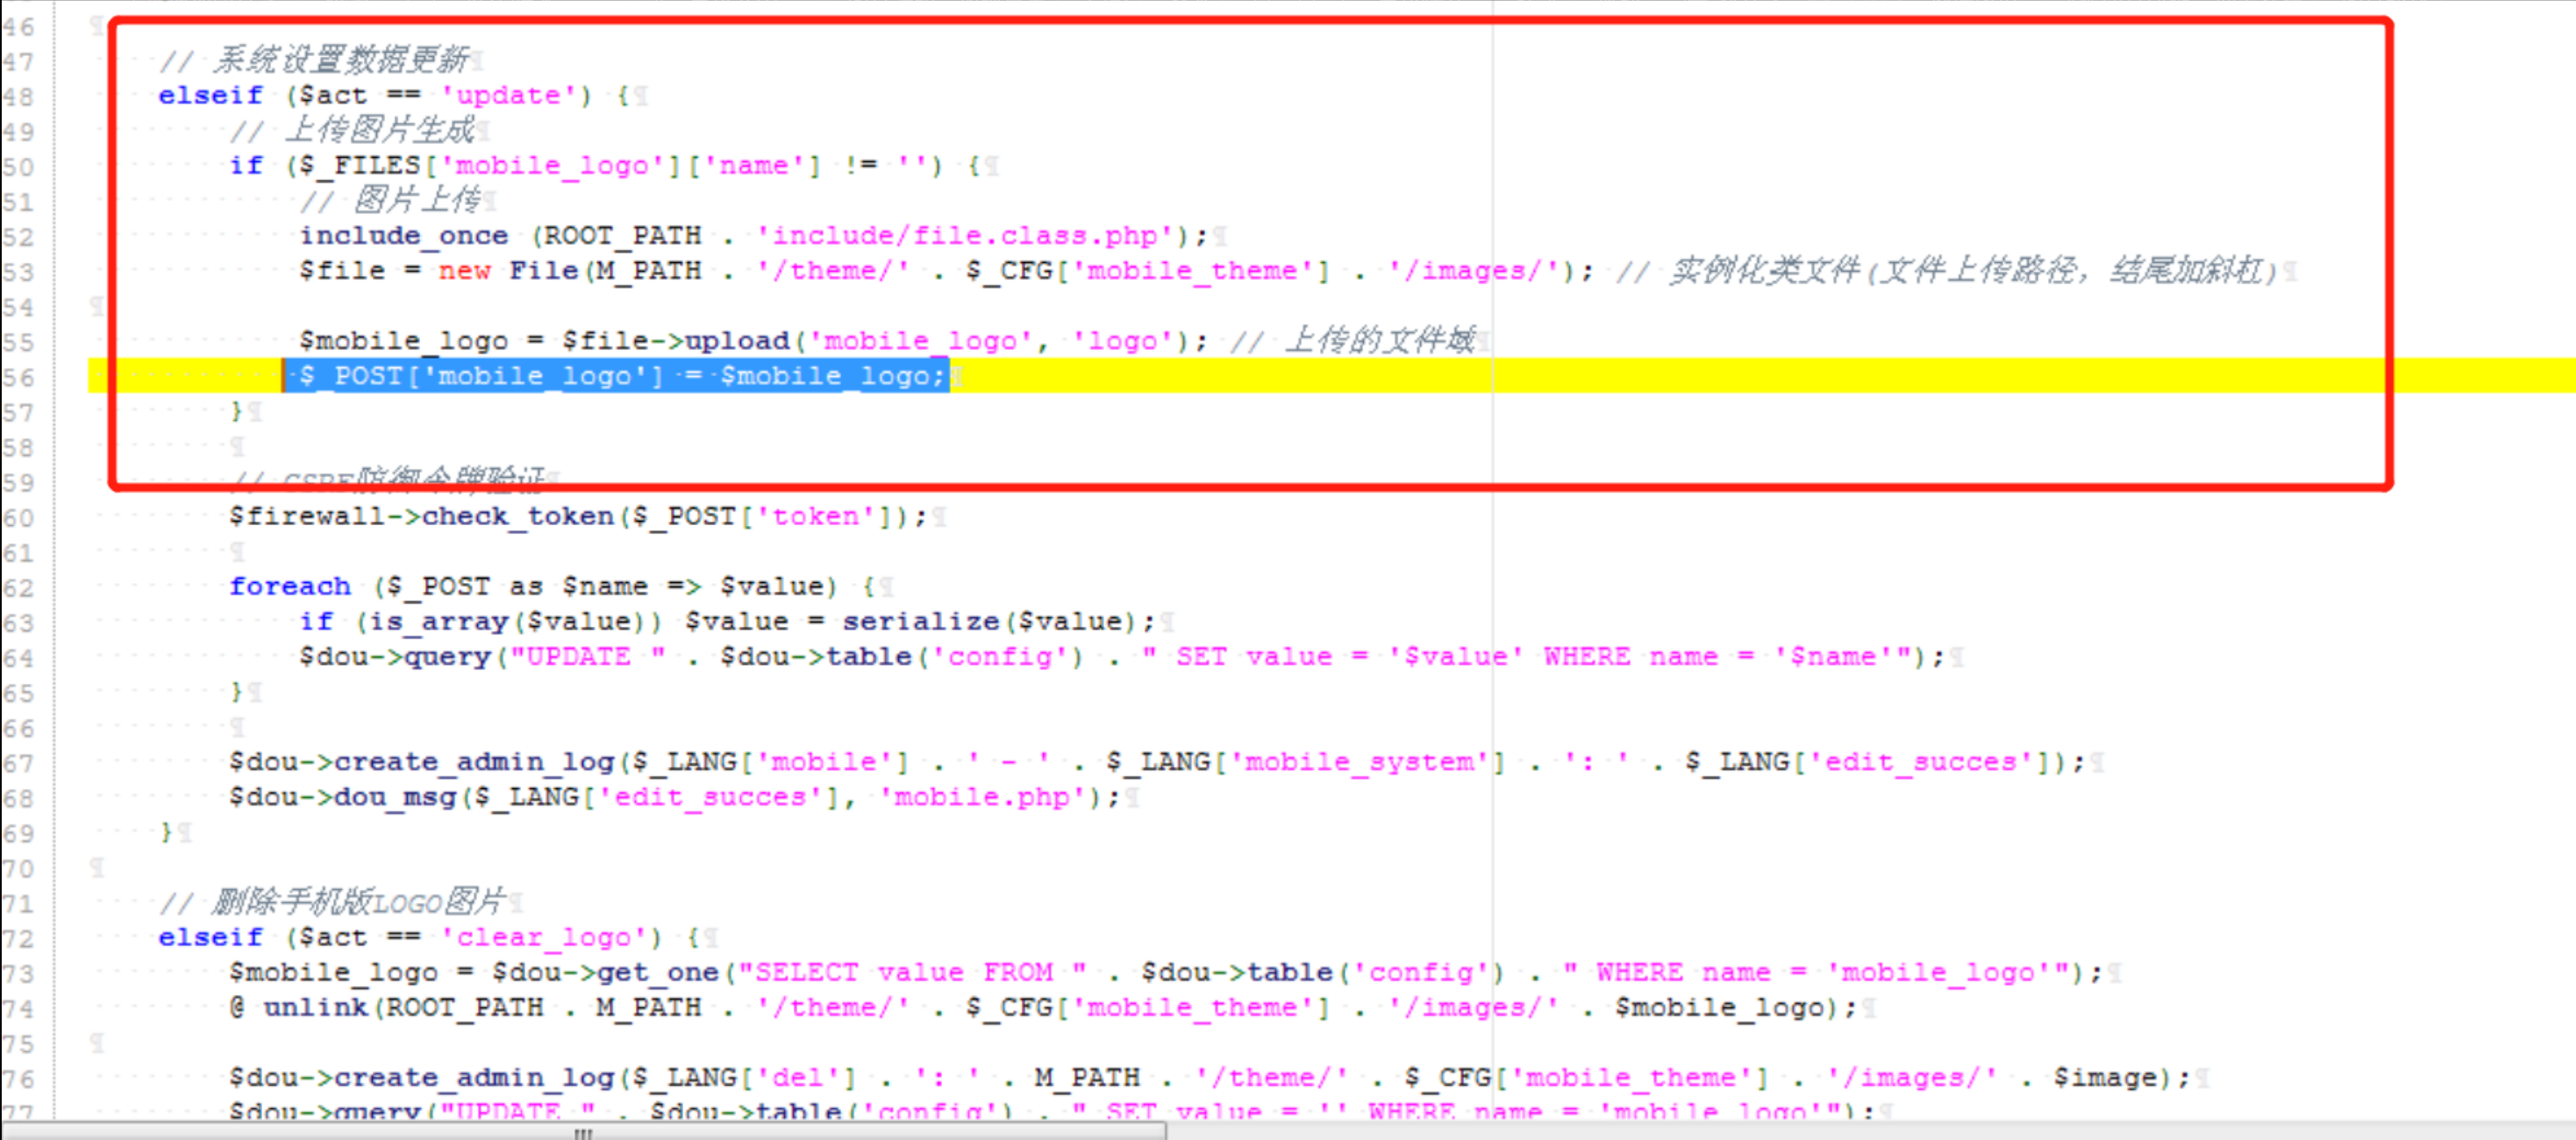 46
47 // 系统设置数据更新
48 elseif ($act == 'update') {
49 // 上传图片生成
50 if ($_FILES['mobile_logo']['name'] != '') {
51 // 图片上传
52 include_once (ROOT_PATH . 'include/file.class.php');
53 $file = new File(M_PATH . '/theme/' . $_CFG['mobile_theme'] . '/images/'); // 实例化类文件(文件上传路径，结尾加斜杠)
54
55 $mobile_logo = $file->upload('mobile_logo', 'logo'); // 上传的文件域
56 $_POST['mobile_logo'] = $mobile_logo;
57 }
58
59 // CSRF防御令牌验证
60 $firewall->check_token($_POST['token']);
61
62 foreach ($_POST as $name => $value) {
63 if (is_array($value)) $value = serialize($value);
64 $dou->query("UPDATE " . $dou->table('config') . " SET value = '$value' WHERE name = '$name'");
65 }
66
67 $dou->create_admin_log($_LANG['mobile'] . ' - ' . $_LANG['mobile_system'] . ': ' . $_LANG['edit_succes']);
68 $dou->dou_msg($_LANG['edit_succes'], 'mobile.php');
69 }
70
71 // 删除手机版LOGO图片
72 elseif ($act == 'clear_logo') {
73 $mobile_logo = $dou->get_one("SELECT value FROM " . $dou->table('config') . " WHERE name = 'mobile_logo'");
74 @ unlink(ROOT_PATH . M_PATH . '/theme/' . $_CFG['mobile_theme'] . '/images/' . $mobile_logo);
75
76 $dou->create_admin_log($_LANG['del'] . ': ' . M_PATH . '/theme/' . $_CFG['mobile_theme'] . '/images/' . $image);
77 $dou->query("UPDATE " . $dou->table('config') . " SET value = '' WHERE name = 'mobile_logo'");